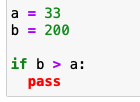 a = 33
b = 200
if b > a:
  pass